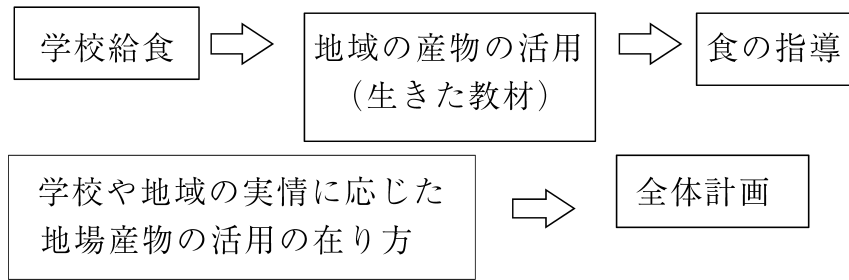 学校給食
地域の産物の活用
（生きた教材）
食の指導
学校や地域の実情に応じた
地場産物の活用の在り方
全体計画